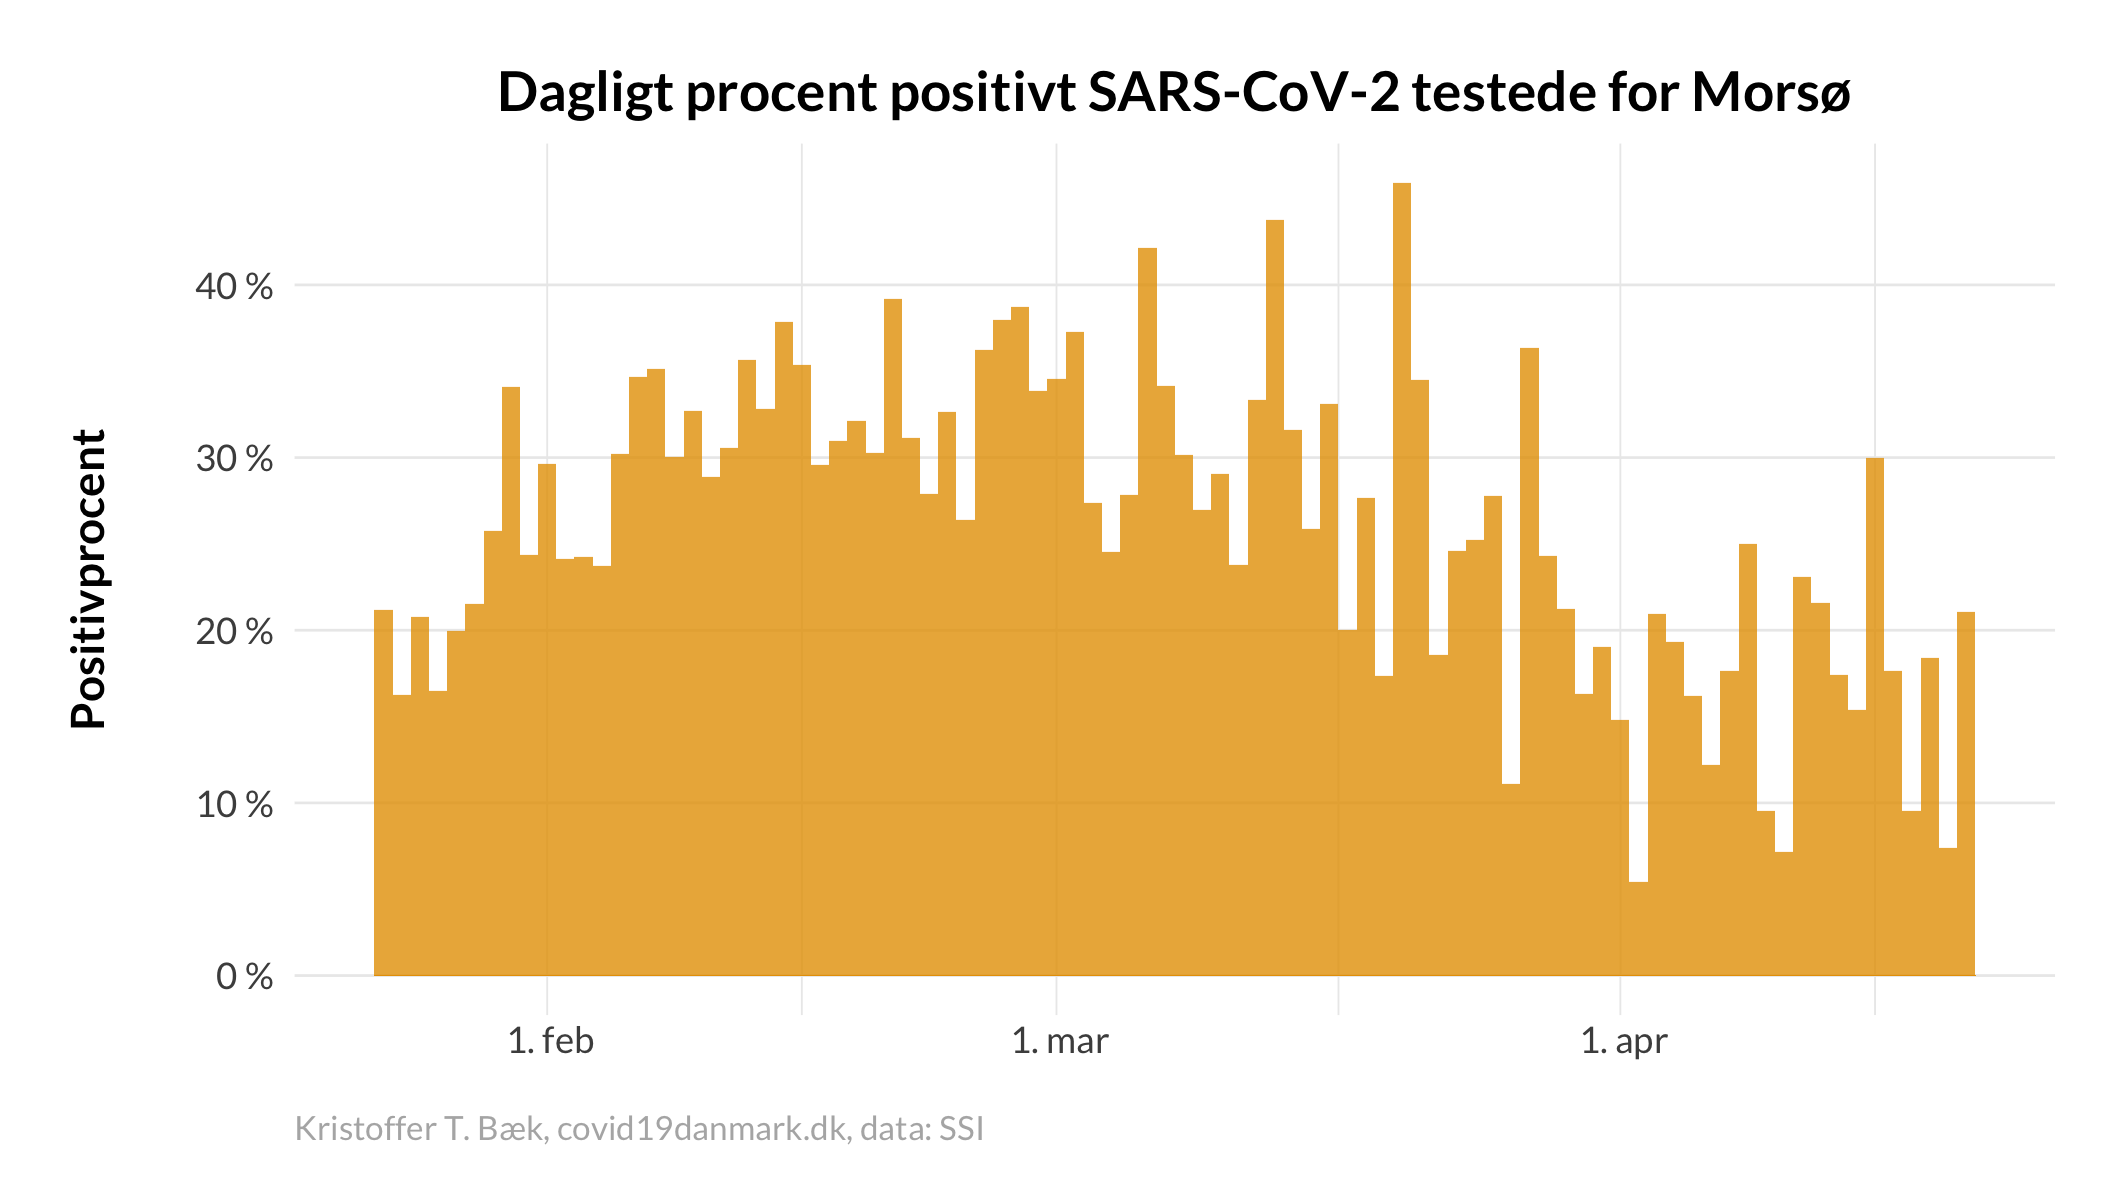 Dagligt procent positivt SARS-CoV-2 testede for Morsø
Positivprocent
40 %
30 %
20 %
10 %
0 %
1. feb
1. mar
1. apr
Kristoffer T. Bæk, covid19danmark.dk, data: SSI